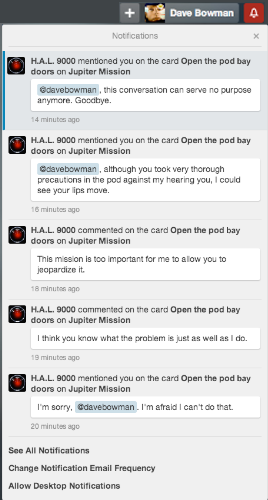 + Dave Bowman
Notifications ×
H.A.L. 9000 mentioned you on the card Open the pod bay
doors on Jupiter Mission
@davebowman, this conversation can serve no purpose
anymore. Goodbye.
14 minutes ago
H.A.L. 9000 mentioned you on the card Open the pod bay
doors on Jupiter Mission
@davebowman, although you took very thorough
precautions in the pod against my hearing you, I could
see your lips move.
16 minutes ago
H.A.L. 9000 commented on the card Open the pod bay
doors on Jupiter Mission
This mission is too important for me to allow you to
jeopardize it.
18 minutes ago
H.A.L. 9000 commented on the card Open the pod bay
doors on Jupiter Mission
I think you know what the problem is just as well as I do.
19 minutes ago
H.A.L. 9000 mentioned you on the card Open the pod bay
doors on Jupiter Mission
I'm sorry, @davebowman. I'm afraid I can't do that.
20 minutes ago
See All Notifications
Change Notification Email Frequency
Allow Desktop Notifications